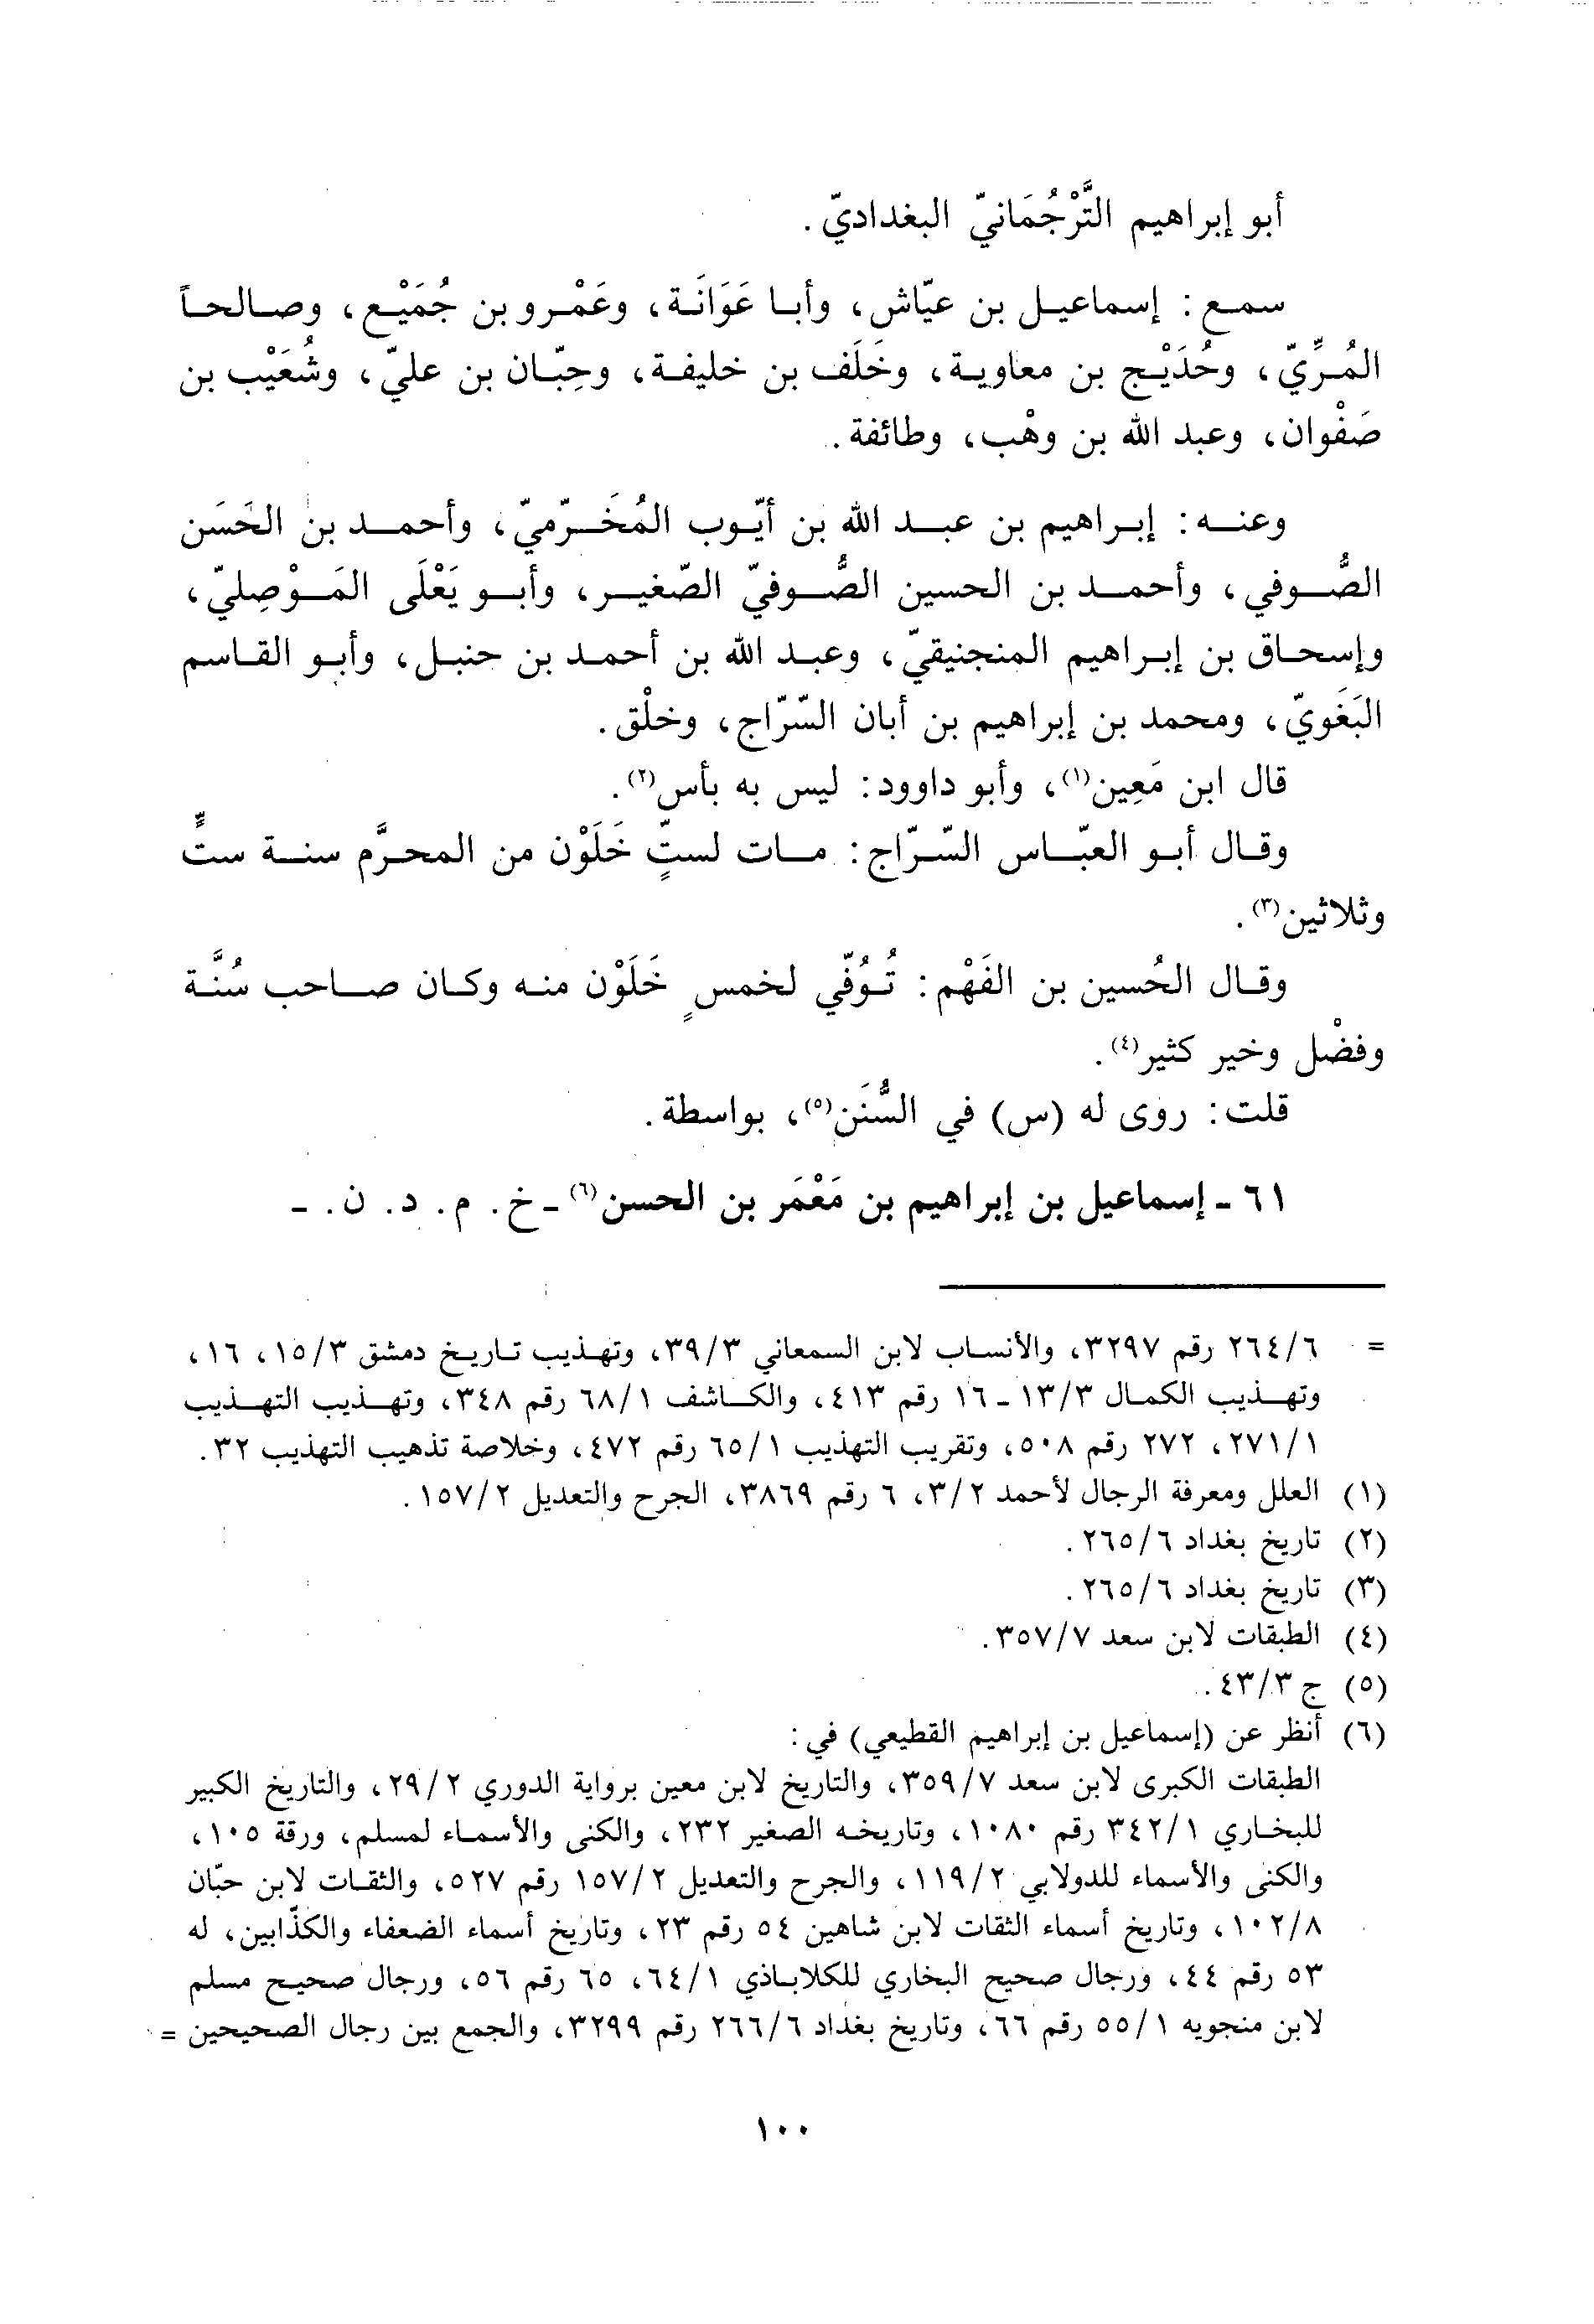 أبو إبراهيم التَّرْجُمَانيّ البغداديّ.
سمع: إسماعيل بن عيّاش، وأبا عَوَانَة، وعَمْرو بن جُمَيْع، وصالحاً
المُرِّيّ، وحُدَيْج بن معاوية، وخَلَف بن خليفة، وحِبّان بن عليّ، وشُعَيْب بن
صَفْوان، وعبد الله بن وهْب، وطائفة.
وعنه: إبراهيم بن عبد الله بن أيّوب المُخَرّميّ، وأحمد بن الحَسَن
الصُّوفي، وأحمد بن الحسين الصُّوفيّ الصّغير، وأبو يَعْلَى المَوْصِليّ،
وإسحاق بن إبراهيم المنجنيقيّ، وعبد الله بن أحمد بن حنبل، وأبو القاسم
البَغَويّ، ومحمد بن إبراهيم بن أبان السّرّاج، وخلْق.
قال ابن مَعِين(١)، وأبو داوود: ليس به بأس(٢).
وقال أبو العبّاس السّرّاج: مات لستٍّ خَلَوْن من المحرَّم سنة ستٍّ
وثلاثين(٣).
وقال الحُسين بن الفَهْم: تُوُفّي لخمسٍ خَلَوْن منه وكان صاحب سُنَّة
وفضْل وخير كثير(٤).
قلت: روى له (س) في السُّنَن(٥)، بواسطة.
٦١ - إسماعيل بن إبراهيم بن مَعْمَر بن الحسن(٦) - خ. م. د. ن. -
= ٢٦٤/٦ رقم ٣٢٩٧، والأنساب لابن السمعاني ٣٩/٣، وتهذيب تاريخ دمشق ١٥/٣، ١٦،
وتهذيب الكمال ١٣/٣ - ١٦ رقم ٤١٣، والكاشف ٦٨/١ رقم ٣٤٨، وتهذيب التهذيب
٢٧١/١، ٢٧٢ رقم ٥٠٨، وتقريب التهذيب ٦٥/١ رقم ٤٧٢، وخلاصة تذهيب التهذيب ٣٢.
(١) العلل ومعرفة الرجال لأحمد ٣/٢، ٦ رقم ٣٨٦٩، الجرح والتعديل ١٥٧/٢.
(٢) تاريخ بغداد ٢٦٥/٦.
(٣) تاريخ بغداد ٢٦٥/٦.
(٤) الطبقات لابن سعد ٣٥٧/٧.
(٥) ج ٤٣/٣.
(٦) أنظر عن (إسماعيل بن إبراهيم القطيعي) في:
الطبقات الكبرى لابن سعد ٣٥٩/٧، والتاريخ لابن معين برواية الدوري ٢٩/٢، والتاريخ الكبير
للبخاري ٣٤٢/١ رقم ١٠٨٠، وتاريخه الصغير ٢٣٢، والكنى والأسماء لمسلم، ورقة ١٠٥،
والكنى والأسماء للدولابي ١١٩/٢، والجرح والتعديل ١٥٧/٢ رقم ٥٢٧، والثقات لابن حبّان
١٠٢/٨، وتاريخ أسماء الثقات لابن شاهين ٥٤ رقم ٢٣، وتاريخ أسماء الضعفاء والكذّابين، له
٥٣ رقم ٤٤، ورجال صحيح البخاري للكلاباذي ٦٤/١، ٦٥ رقم ٥٦، ورجال صحيح مسلم
لابن منجويه ٥٥/١ رقم ٦٦، وتاريخ بغداد ٢٦٦/٦ رقم ٣٢٩٩، والجمع بين رجال الصحيحين =
١٠٠